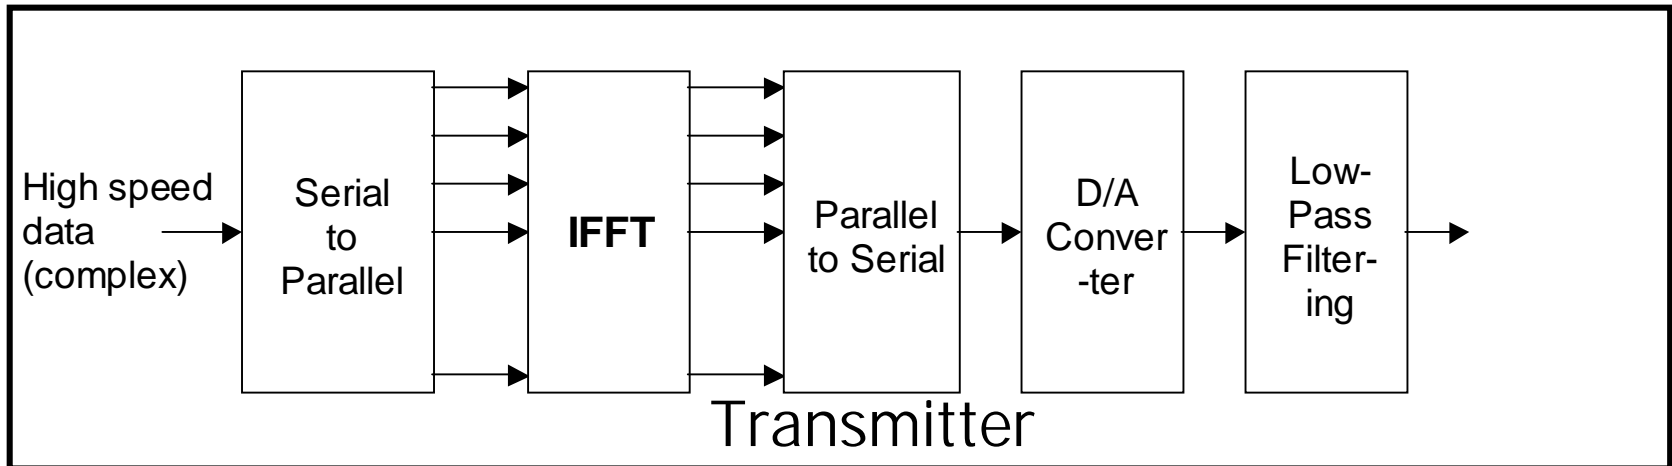 High speed
data
(complex)
Serial
to
Parallel
IFFT
Parallel
to Serial
D/A
Conver
-ter
Low-
Pass
Filter-
ing
Transmitter